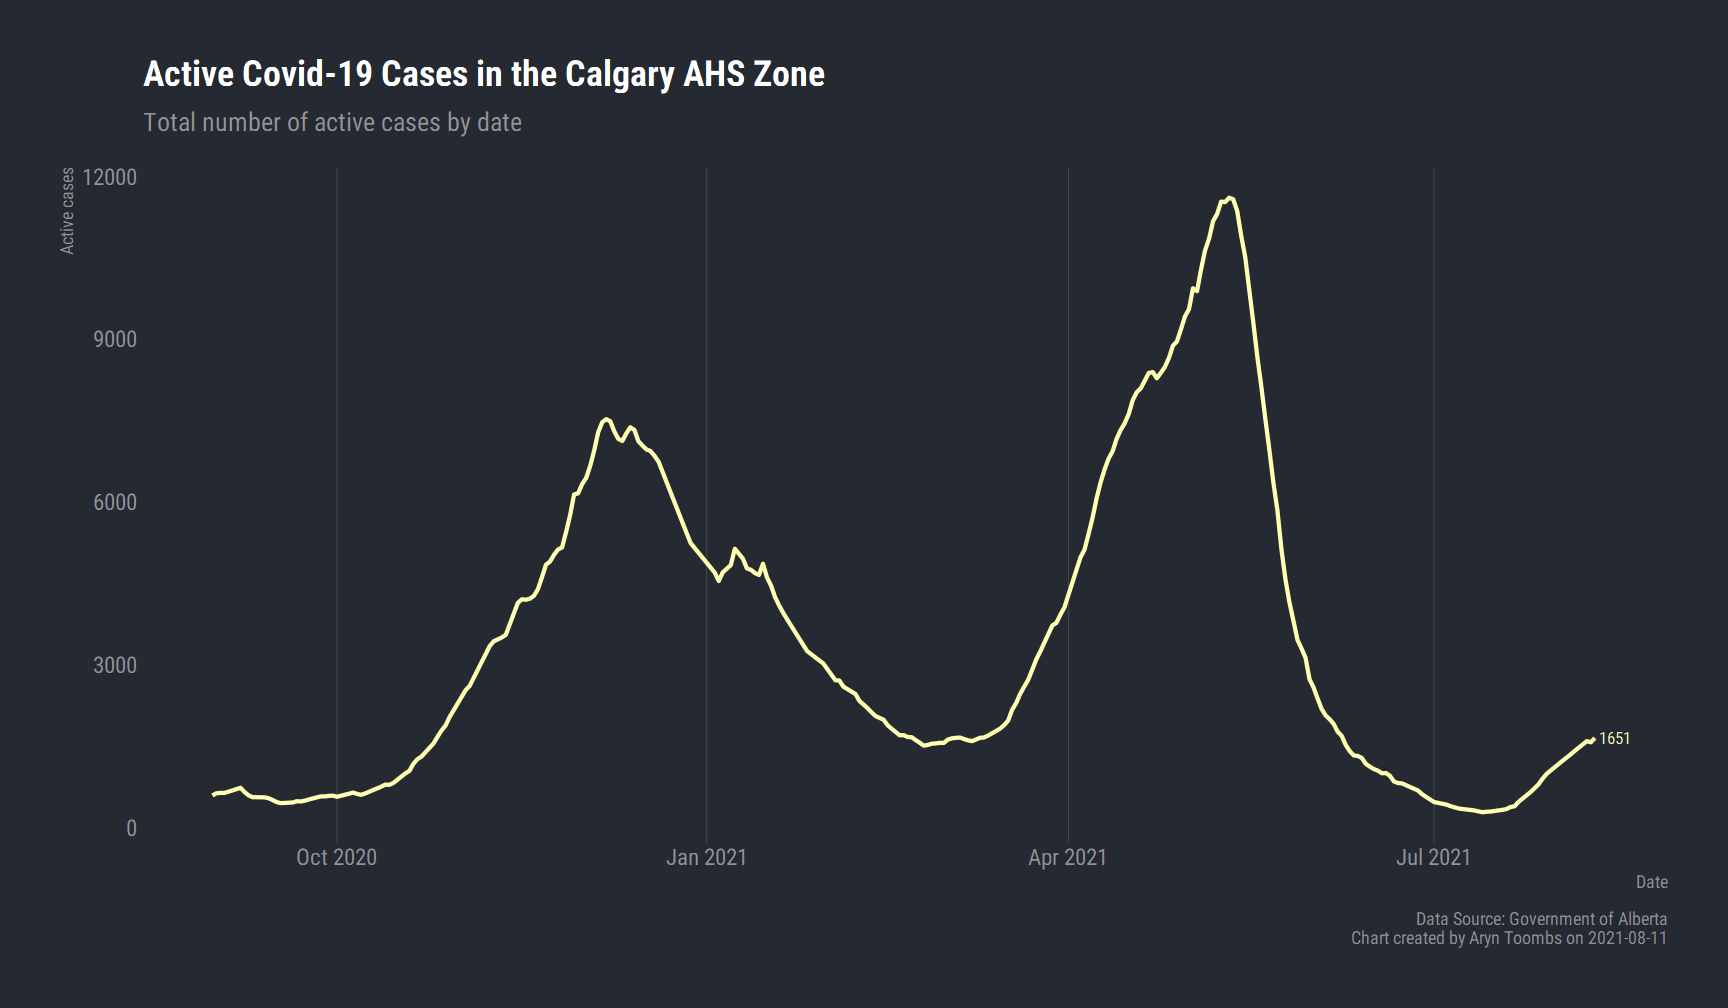 Active Covid-19 Cases in the Calgary AHS Zone
Total number of active cases by date
Active cases
12000
9000
6000
3000
0
1651
Oct 2020
Jan 2021
Apr 2021
Jul 2021
Date
Data Source: Government of Alberta
Chart created by Aryn Toombs on 2021-08-11